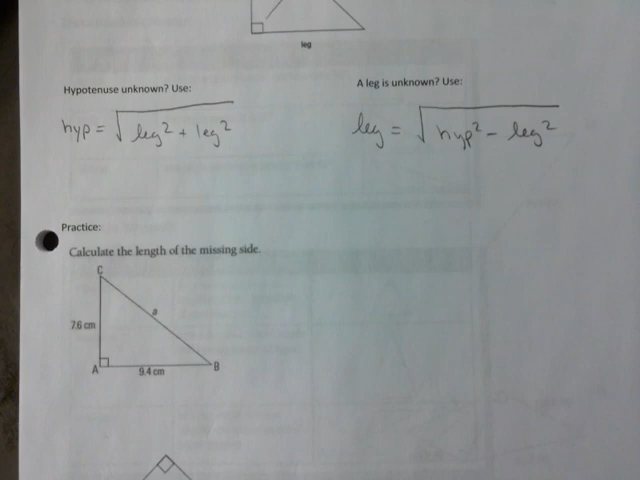 leg
Hypotenuse unknown? Use:
A leg is unknown? Use:
hyp = √leg² + leg²
leg = √hyp² - leg²
Practice:
Calculate the length of the missing side.
C
a
7.6 cm
A
9.4 cm
B